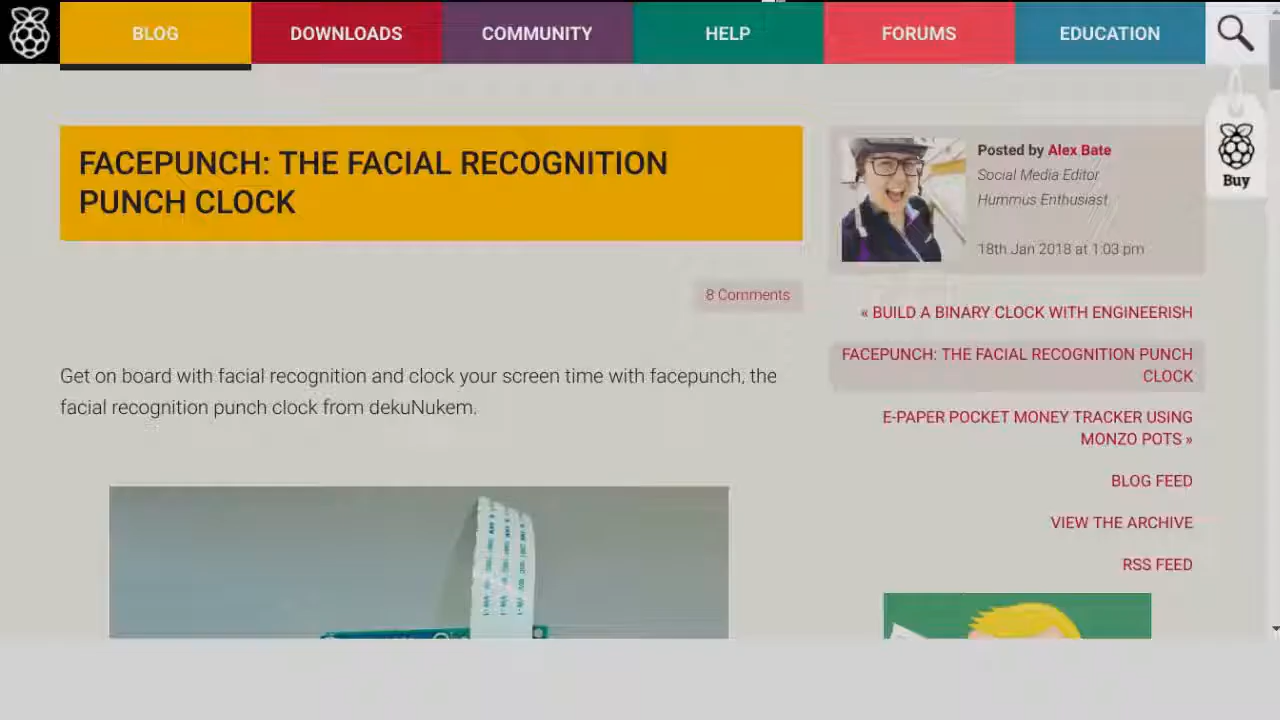 BLOG
DOWNLOADS
COMMUNITY
HELP
FORUMS
EDUCATION
Buy
FACEPUNCH: THE FACIAL RECOGNITION
PUNCH CLOCK
8 Comments
Get on board with facial recognition and clock your screen time with facepunch, the
facial recognition punch clock from dekuNukem.
Posted by Alex Bate
Social Media Editor
Hummus Enthusiast
18th Jan 2018 at 1:03 pm
« BUILD A BINARY CLOCK WITH ENGINEERISH
FACEPUNCH: THE FACIAL RECOGNITION PUNCH
CLOCK
E-PAPER POCKET MONEY TRACKER USING
MONZO POTS »
BLOG FEED
VIEW THE ARCHIVE
RSS FEED